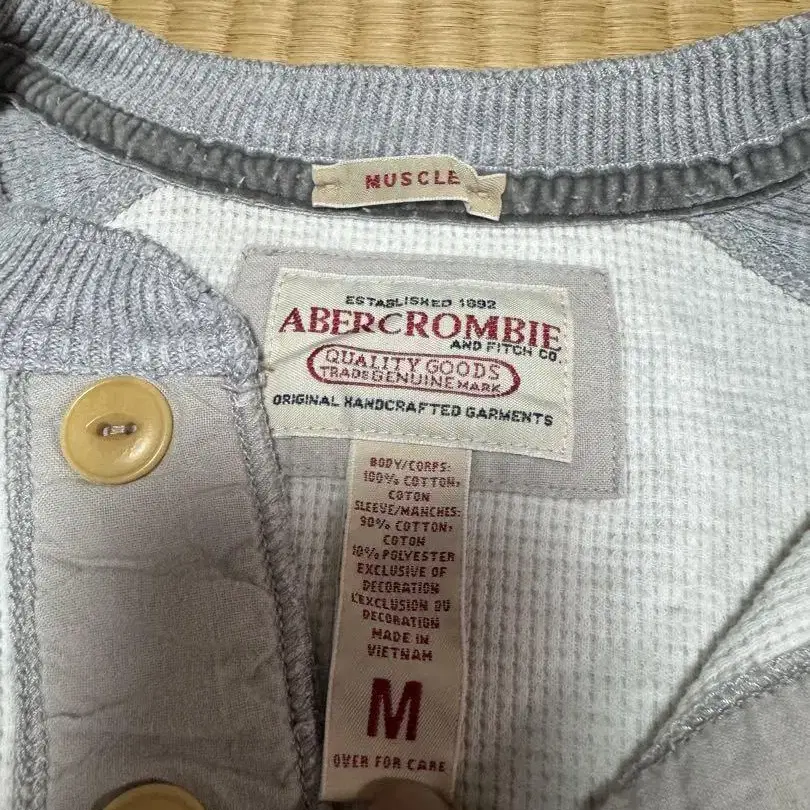 MUSCLE
ESTABLISHED 1892
ABERCROMBIE
AND FITCH CO.
QUALITY GOODS
TRADE GENUINE MARK
ORIGINAL HANDCRAFTED GARMENTS
BODY/CORPS:
100% COTTON,
COTON
SLEEVE/MANCHES:
90% COTTON,
COTON
10% POLYESTER
EXCLUSIVE OF
DECORATION
L'EXCLUSION DU
DECORATION
MADE IN
VIETNAM
M
OVER FOR CARE